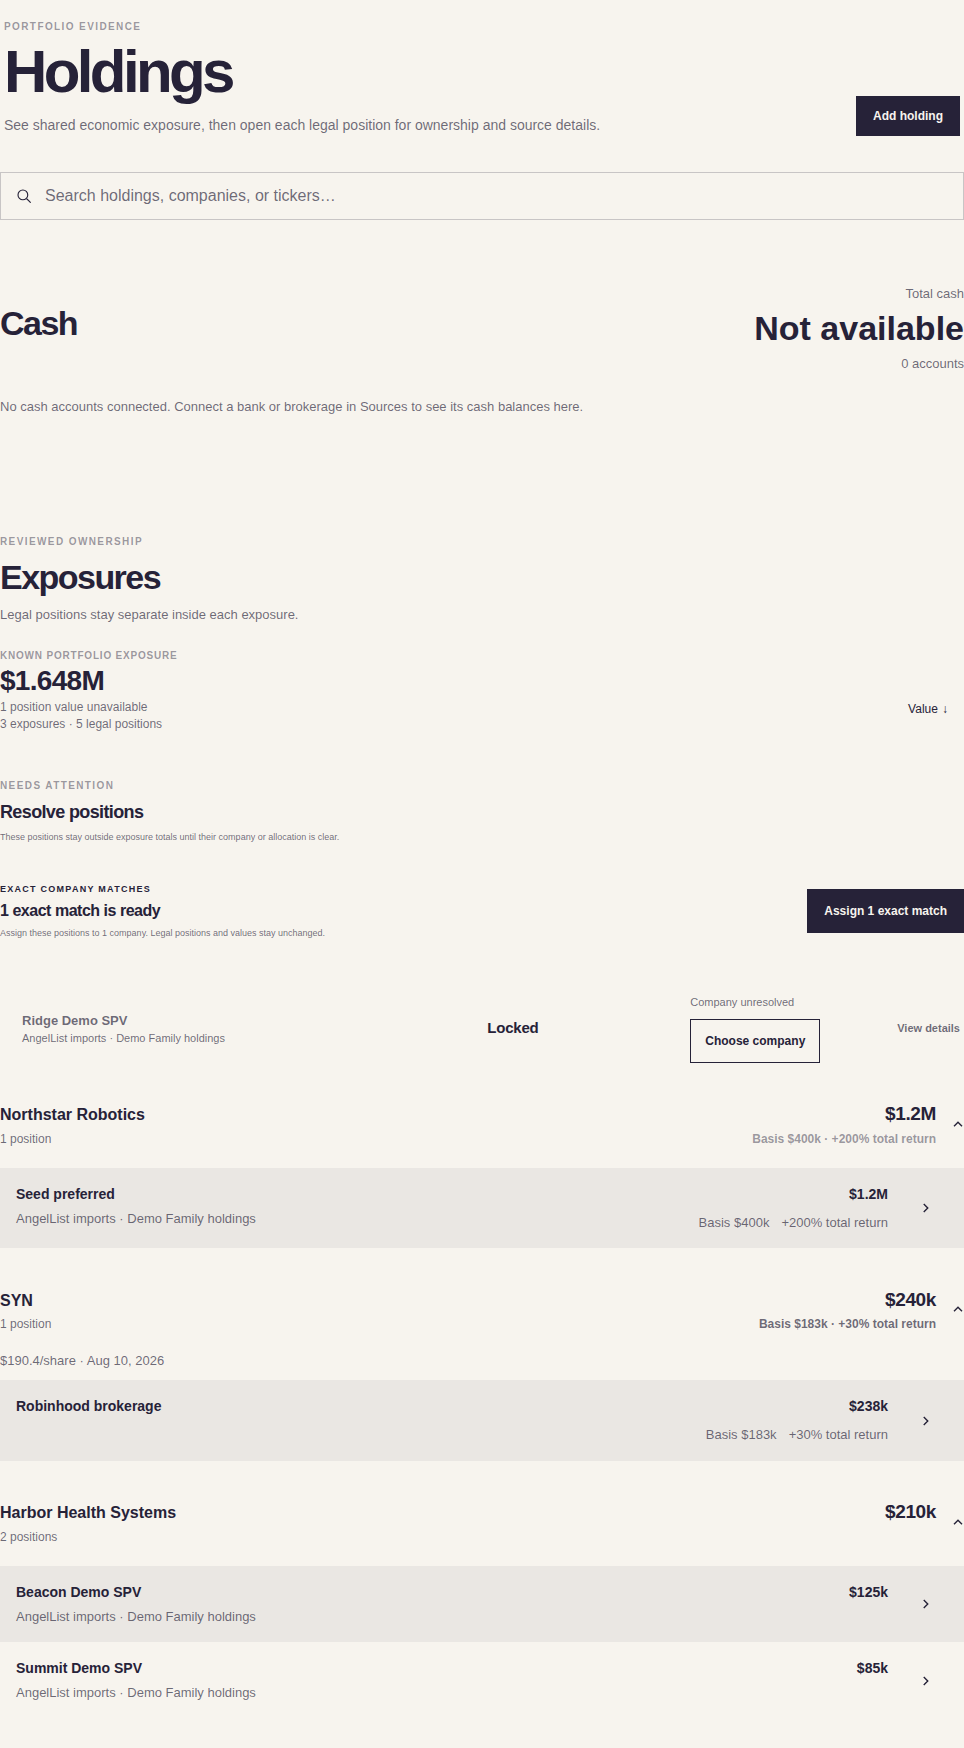 PORTFOLIO EVIDENCE
Holdings
See shared economic exposure, then open each legal position for ownership and source details.
Add holding
Search holdings, companies, or tickers…
Total cash
Cash
Not available
0 accounts
No cash accounts connected. Connect a bank or brokerage in Sources to see its cash balances here.
REVIEWED OWNERSHIP
Exposures
Legal positions stay separate inside each exposure.
KNOWN PORTFOLIO EXPOSURE
$1.648M
1 position value unavailable
3 exposures · 5 legal positions
Value ↓
NEEDS ATTENTION
Resolve positions
These positions stay outside exposure totals until their company or allocation is clear.
EXACT COMPANY MATCHES
1 exact match is ready
Assign these positions to 1 company. Legal positions and values stay unchanged.
Assign 1 exact match
Ridge Demo SPV
AngelList imports · Demo Family holdings
Locked
Company unresolved
Choose company
View details
Northstar Robotics
1 position
$1.2M
Basis $400k · +200% total return
Seed preferred
AngelList imports · Demo Family holdings
$1.2M
Basis $400k +200% total return
SYN
1 position
$240k
Basis $183k · +30% total return
$190.4/share · Aug 10, 2026
Robinhood brokerage
$238k
Basis $183k +30% total return
Harbor Health Systems
2 positions
$210k
Beacon Demo SPV
AngelList imports · Demo Family holdings
$125k
Summit Demo SPV
AngelList imports · Demo Family holdings
$85k